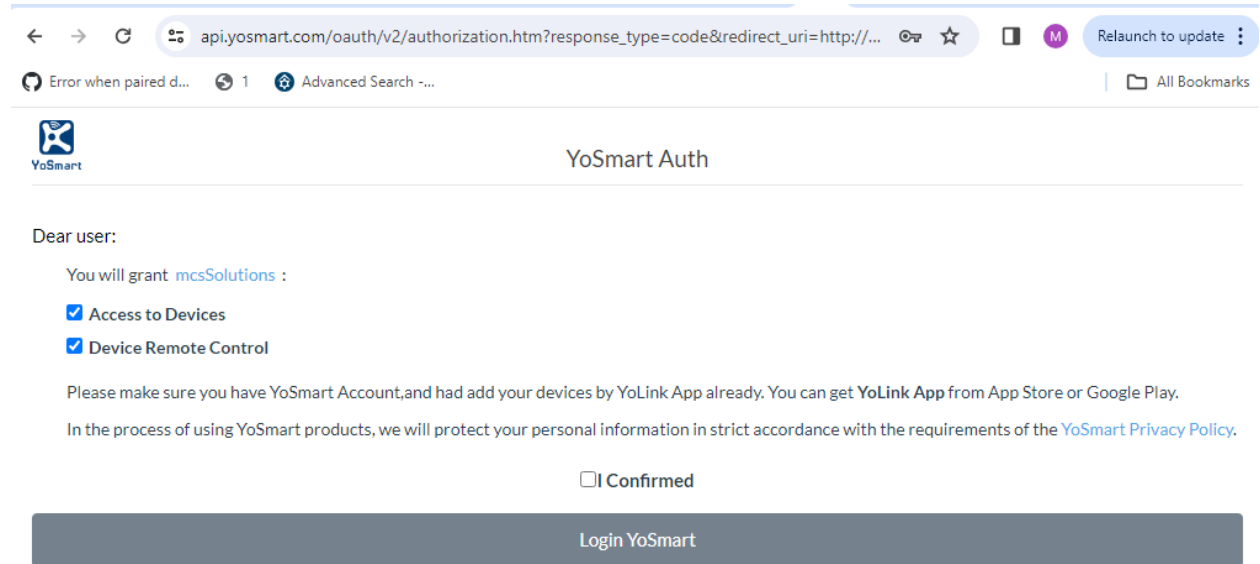 api.yosmart.com/oauth/v2/authorization.htm?response_type=code&redirect_uri=http://...
M
Relaunch to update
Error when paired d...
1
Advanced Search -...
All Bookmarks
YoSmart
YoSmart Auth
Dear user:
You will grant mcsSolutions :
Access to Devices
Device Remote Control
Please make sure you have YoSmart Account,and had add your devices by YoLink App already. You can get YoLink App from App Store or Google Play.
In the process of using YoSmart products, we will protect your personal information in strict accordance with the requirements of the YoSmart Privacy Policy.
I Confirmed
Login YoSmart